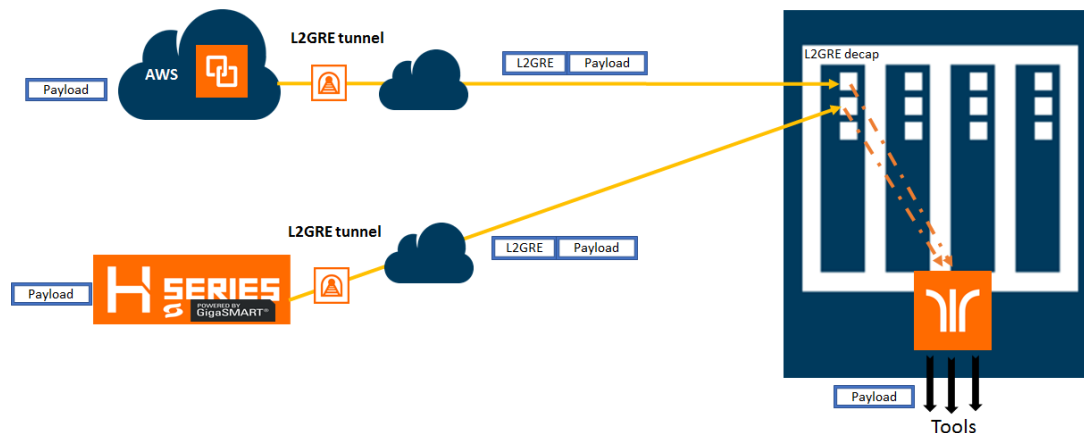 L2GRE tunnel
AWS
Payload
L2GRE Payload
L2GRE decap
L2GRE tunnel
L2GRE Payload
Payload
H SERIES
POWERED BY
GigaSMART®
Payload
Tools